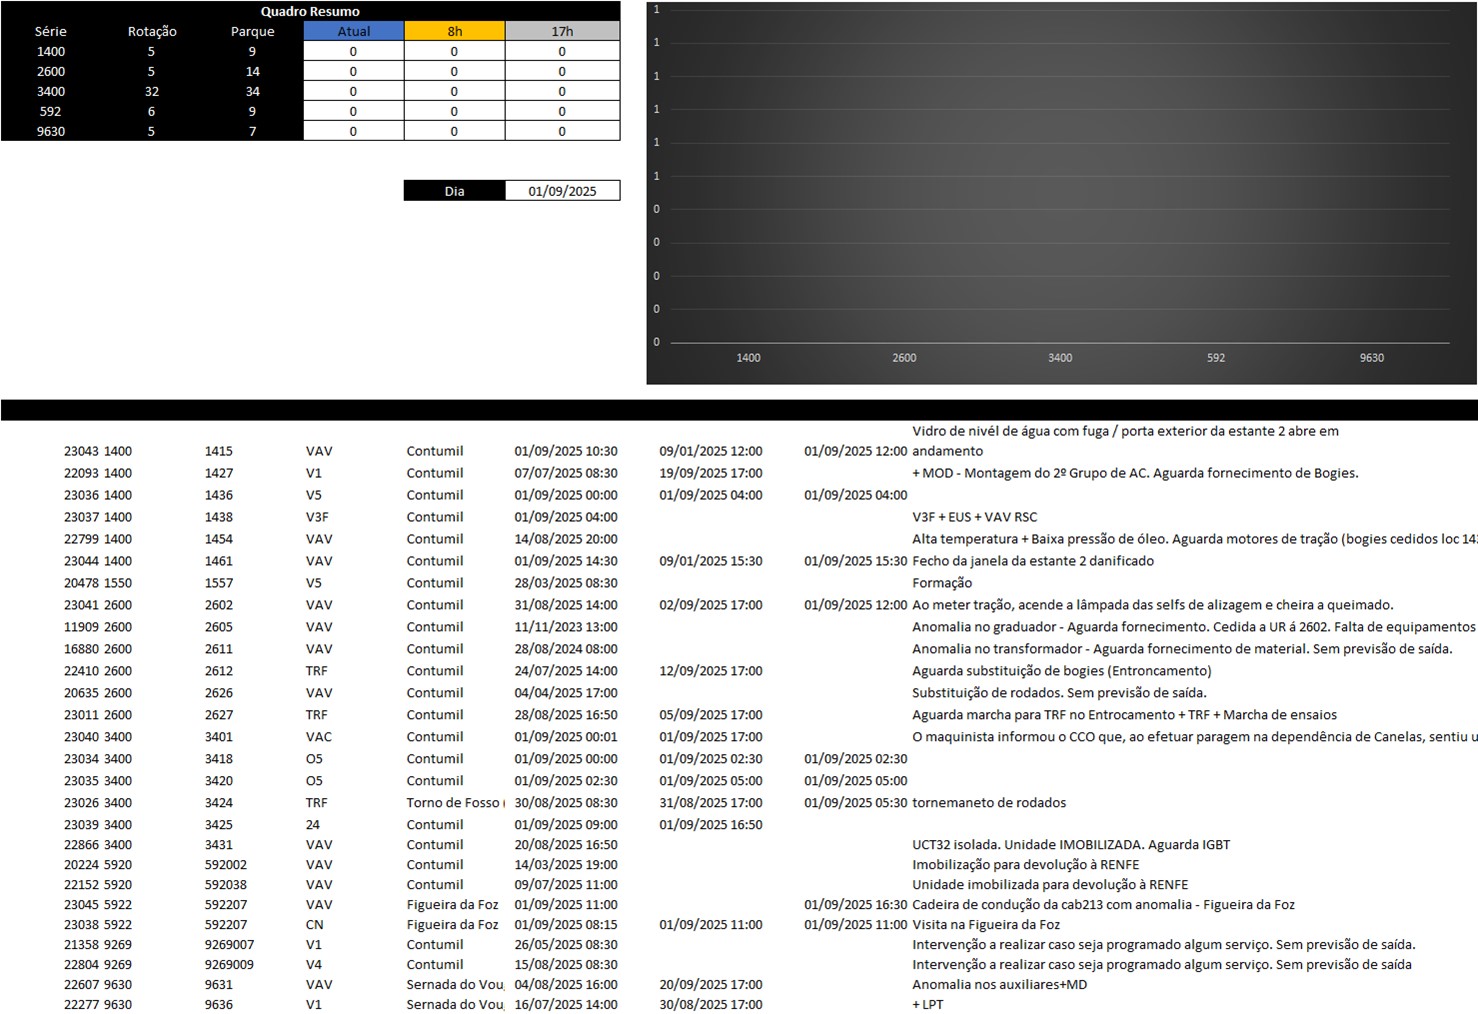 Quadro Resumo
Série Rotação Parque Atual 8h 17h
1400 5 9 0 0 0
2600 5 14 0 0 0
3400 32 34 0 0 0
592 6 9 0 0 0
9630 5 7 0 0 0
Dia 01/09/2025
1
1
1
1
1
1
0
0
0
0
0
1400 2600 3400 592 9630
Vidro de nivél de água com fuga / porta exterior da estante 2 abre em
23043 1400 1415 VAV Contumil 01/09/2025 10:30 09/01/2025 12:00 01/09/2025 12:00 andamento
22093 1400 1427 V1 Contumil 07/07/2025 08:30 19/09/2025 17:00 + MOD - Montagem do 2º Grupo de AC. Aguarda fornecimento de Bogies.
23036 1400 1436 V5 Contumil 01/09/2025 00:00 01/09/2025 04:00 01/09/2025 04:00
23037 1400 1438 V3F Contumil 01/09/2025 04:00 V3F + EUS + VAV RSC
22799 1400 1454 VAV Contumil 14/08/2025 20:00 Alta temperatura + Baixa pressão de óleo. Aguarda motores de tração (bogies cedidos loc
23044 1400 1461 VAV Contumil 01/09/2025 14:30 09/01/2025 15:30 01/09/2025 15:30 Fecho da janela da estante 2 danificado
20478 1550 1557 V5 Contumil 28/03/2025 08:30 Formação
23041 2600 2602 VAV Contumil 31/08/2025 14:00 02/09/2025 17:00 01/09/2025 12:00 Ao meter tração, acende a lâmpada das selfs de alizagem e cheira a queimado.
11909 2600 2605 VAV Contumil 11/11/2023 13:00 Anomalia no graduador - Aguarda fornecimento. Cedida a UR á 2602. Falta de equipamentos
16880 2600 2611 VAV Contumil 28/08/2024 08:00 Anomalia no transformador - Aguarda fornecimento de material. Sem previsão de saída.
22410 2600 2612 TRF Contumil 24/07/2025 14:00 12/09/2025 17:00 Aguarda substituição de bogies (Entroncamento)
20635 2600 2626 VAV Contumil 04/04/2025 17:00 Substituição de rodados. Sem previsão de saída.
23011 2600 2627 TRF Contumil 28/08/2025 16:50 05/09/2025 17:00 Aguarda marcha para TRF no Entrocamento + TRF + Marcha de ensaios
23040 3400 3401 VAC Contumil 01/09/2025 00:01 01/09/2025 17:00 O maquinista informou o CCO que, ao efetuar paragem na dependência de Canelas, sentiu u
23034 3400 3418 O5 Contumil 01/09/2025 00:00 01/09/2025 02:30 01/09/2025 02:30
23035 3400 3420 O5 Contumil 01/09/2025 02:30 01/09/2025 05:00 01/09/2025 05:00
23026 3400 3424 TRF Torno de Fosso ( 30/08/2025 08:30 31/08/2025 17:00 01/09/2025 05:30 tornemaneto de rodados
23039 3400 3425 24 Contumil 01/09/2025 09:00 01/09/2025 16:50
22866 3400 3431 VAV Contumil 20/08/2025 16:50 UCT32 isolada. Unidade IMOBILIZADA. Aguarda IGBT
20224 5920 592002 VAV Contumil 14/03/2025 19:00 Imobilização para devolução à RENFE
22152 5920 592038 VAV Contumil 09/07/2025 11:00 Unidade imobilizada para devolução à RENFE
23045 5922 592207 VAV Figueira da Foz 01/09/2025 11:00 01/09/2025 16:30 Cadeira de condução da cab213 com anomalia - Figueira da Foz
23038 5922 592207 CN Figueira da Foz 01/09/2025 08:15 01/09/2025 11:00 01/09/2025 11:00 Visita na Figueira da Foz
21358 9269 9269007 V1 Contumil 26/05/2025 08:30 Intervenção a realizar caso seja programado algum serviço. Sem previsão de saída.
22804 9269 9269009 V4 Contumil 15/08/2025 08:30 Intervenção a realizar caso seja programado algum serviço. Sem previsão de saída
22607 9630 9631 VAV Sernada do Vou 04/08/2025 16:00 20/09/2025 17:00 Anomalia nos auxiliares+MD
22277 9630 9636 V1 Sernada do Vou 16/07/2025 14:00 30/08/2025 17:00 + LPT